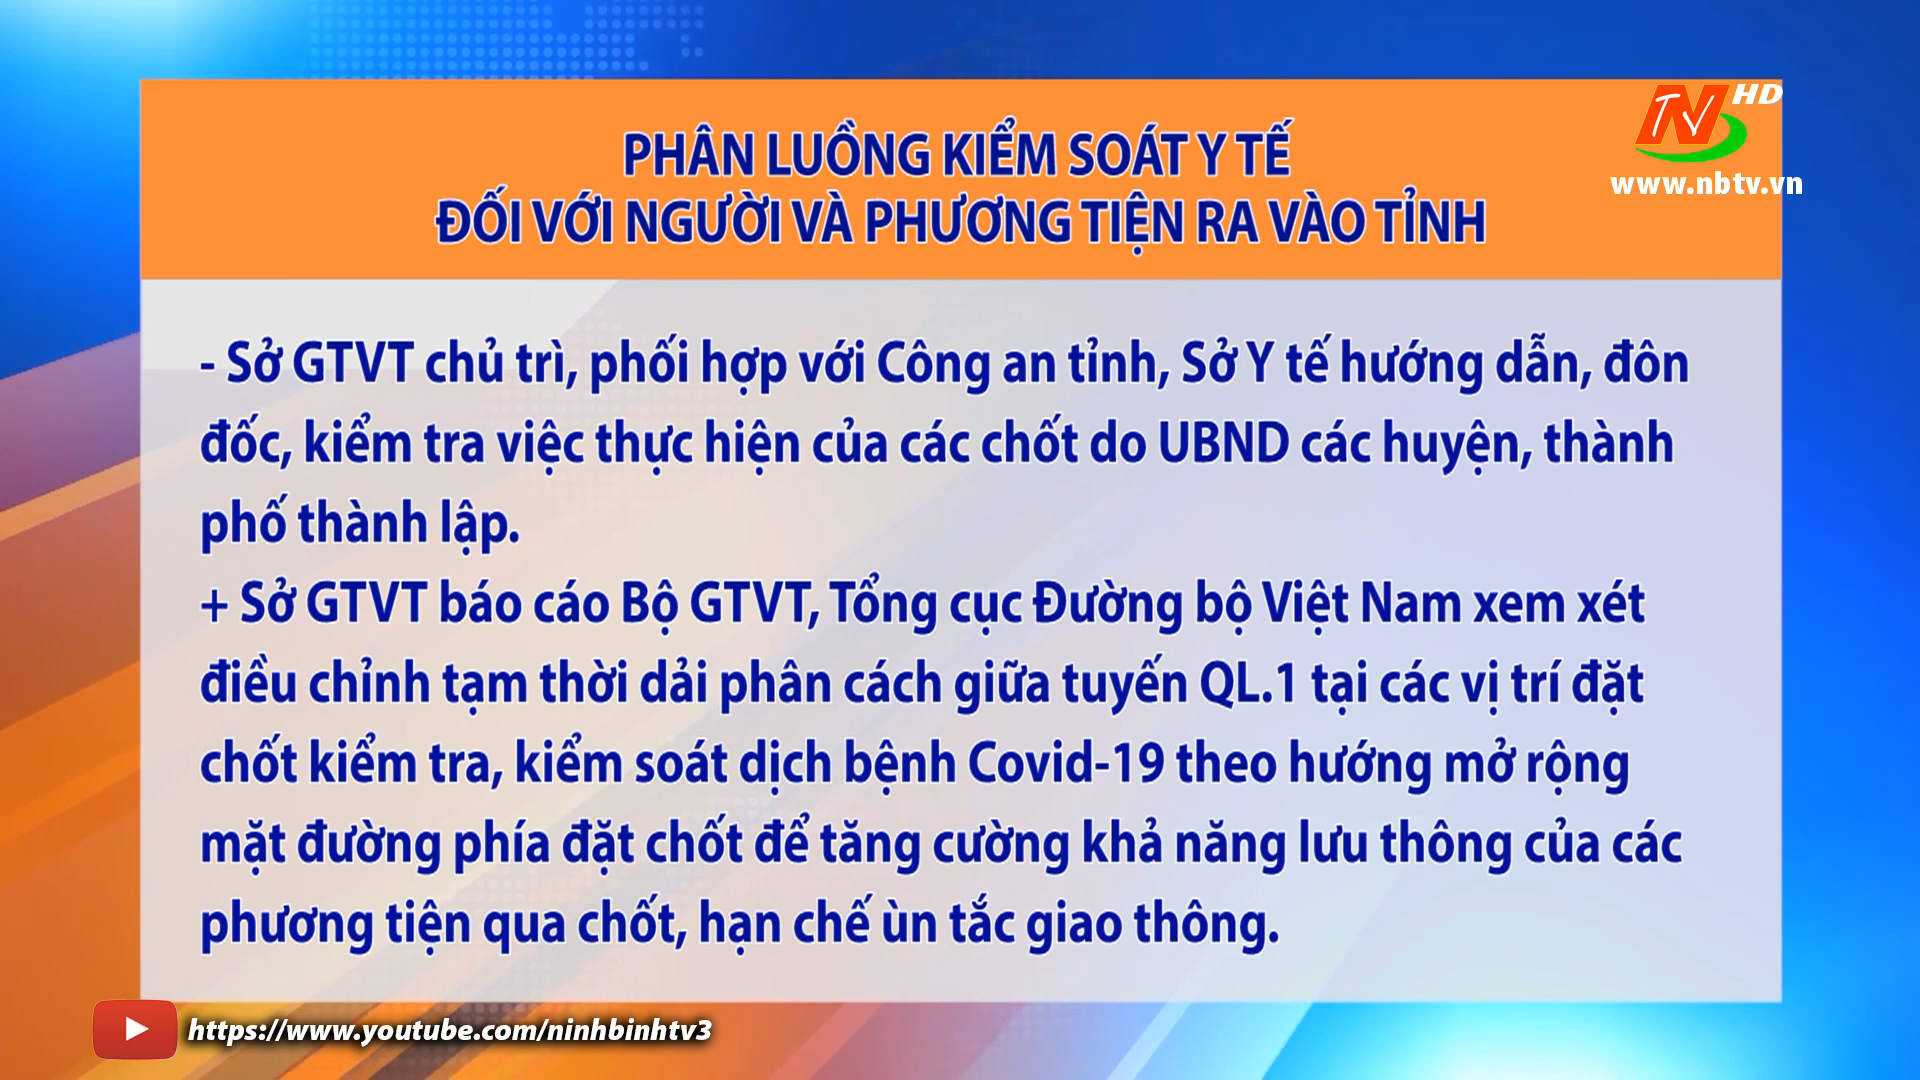 PHÂN LUỒNG KIỂM SOÁT Y TẾ
ĐỐI VỚI NGƯỜI VÀ PHƯƠNG TIỆN RA VÀO TỈNH
NTV HD
www.nbtv.vn
- Sở GTVT chủ trì, phối hợp với Công an tỉnh, Sở Y tế hướng dẫn, đôn
đốc, kiểm tra việc thực hiện của các chốt do UBND các huyện, thành
phố thành lập.
+ Sở GTVT báo cáo Bộ GTVT, Tổng cục Đường bộ Việt Nam xem xét
điều chỉnh tạm thời dải phân cách giữa tuyến QL.1 tại các vị trí đặt
chốt kiểm tra, kiểm soát dịch bệnh Covid-19 theo hướng mở rộng
mặt đường phía đặt chốt để tăng cường khả năng lưu thông của các
phương tiện qua chốt, hạn chế ùn tắc giao thông.
https://www.youtube.com/ninhbinhtv3